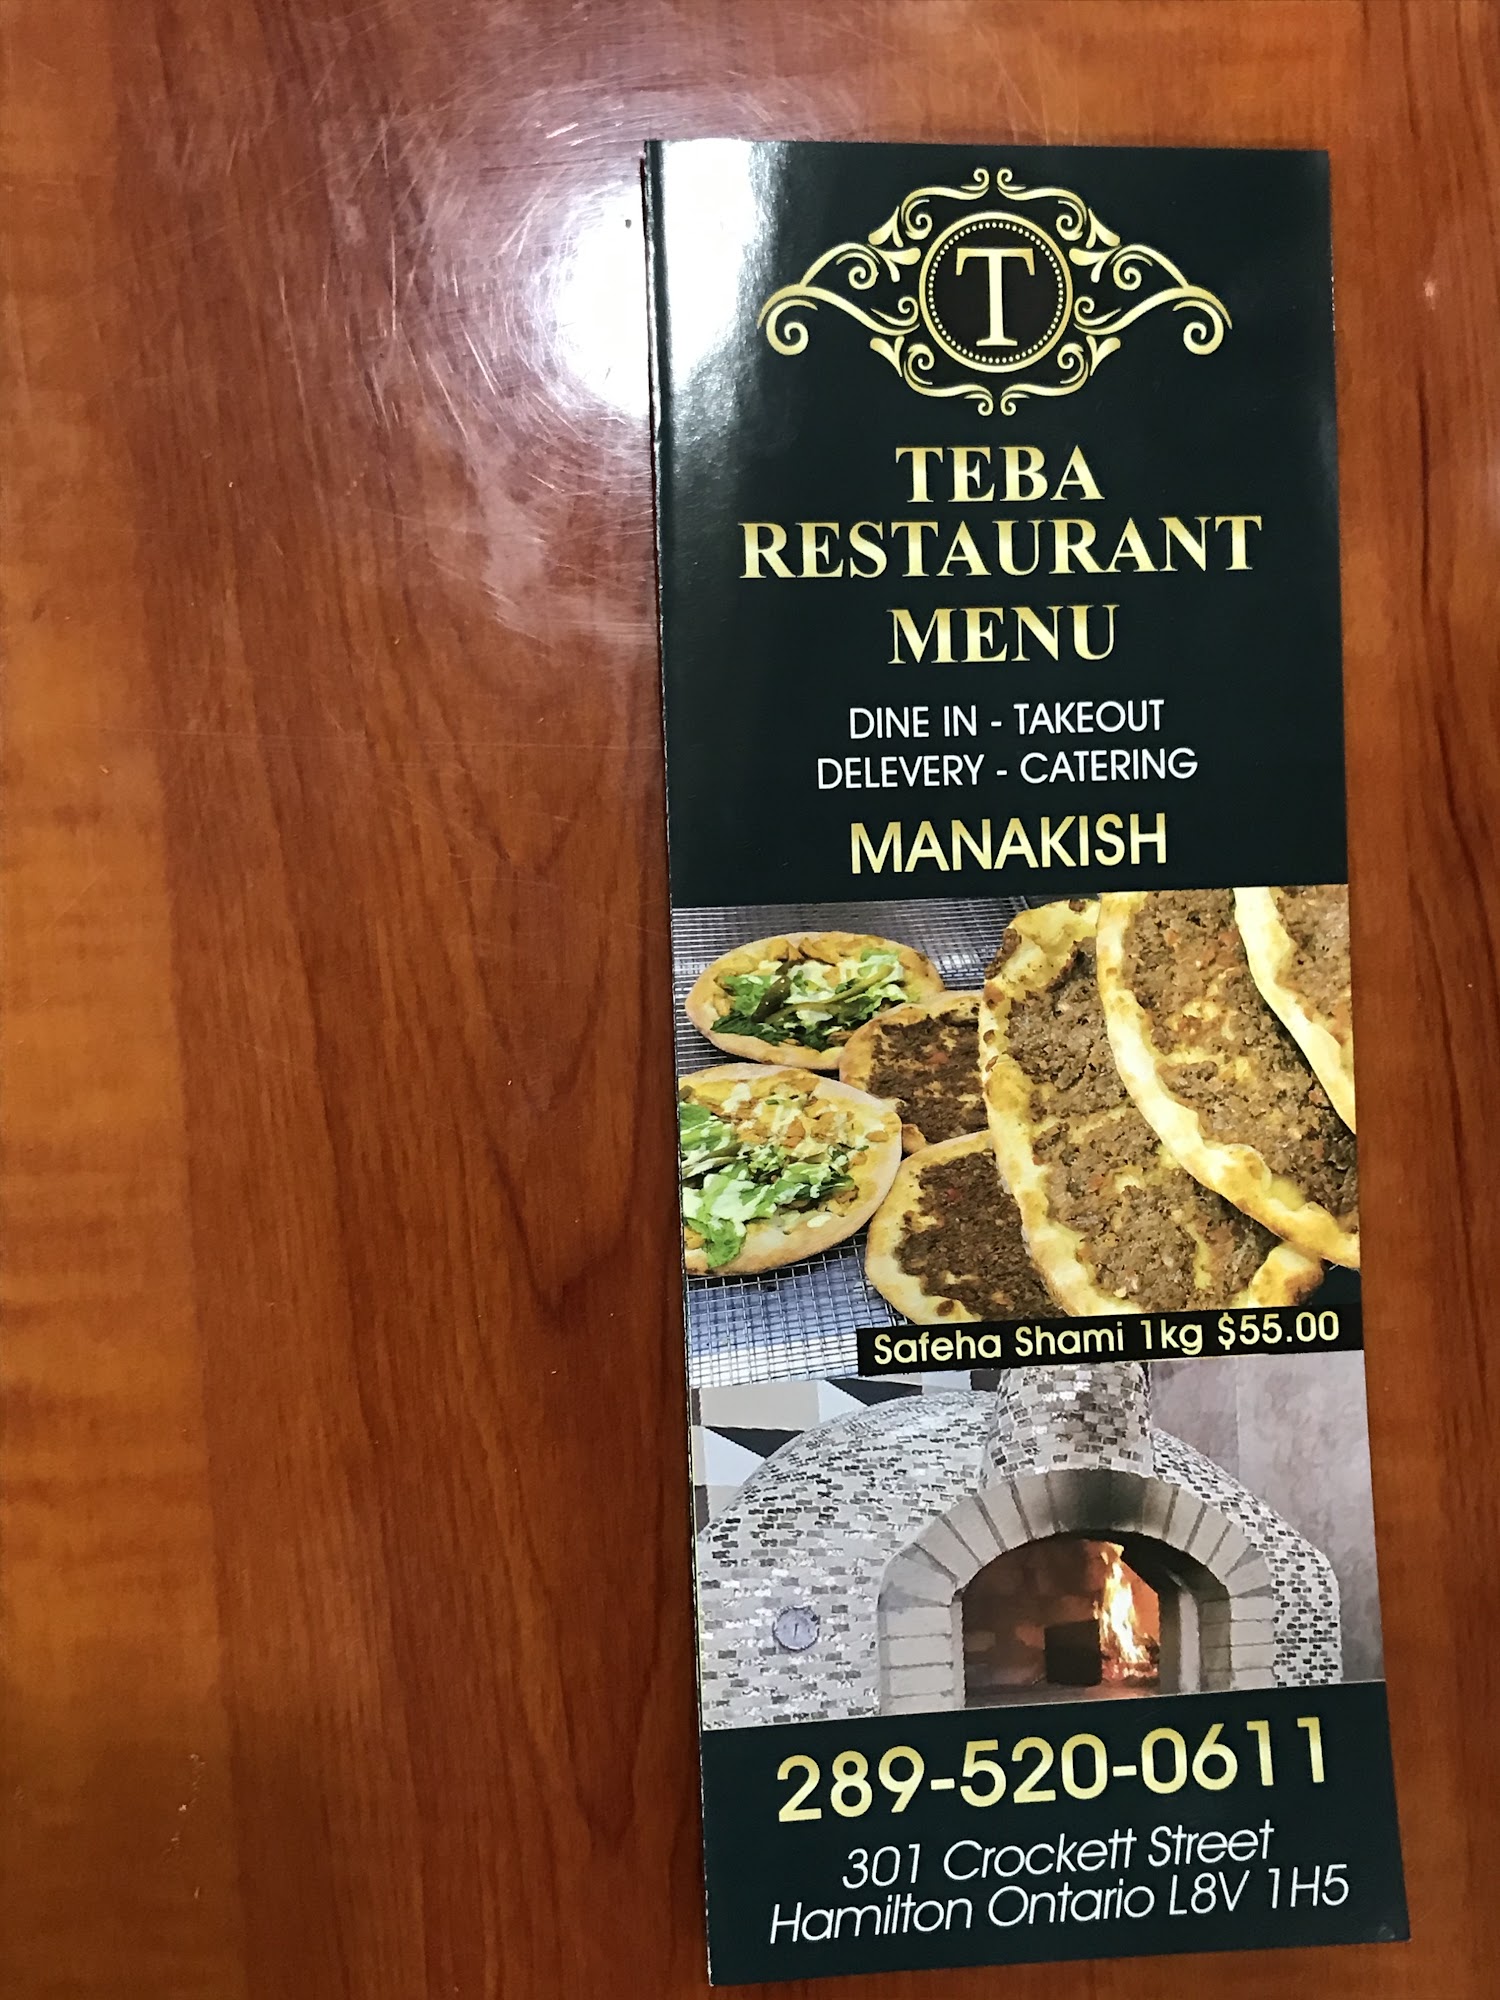 T
TEBA
RESTAURANT
MENU
DINE IN - TAKEOUT
DELEVERY - CATERING
MANAKISH
Safeha Shami 1kg $55.00
289-520-0611
301 Crockett Street
Hamilton Ontario L8V 1H5